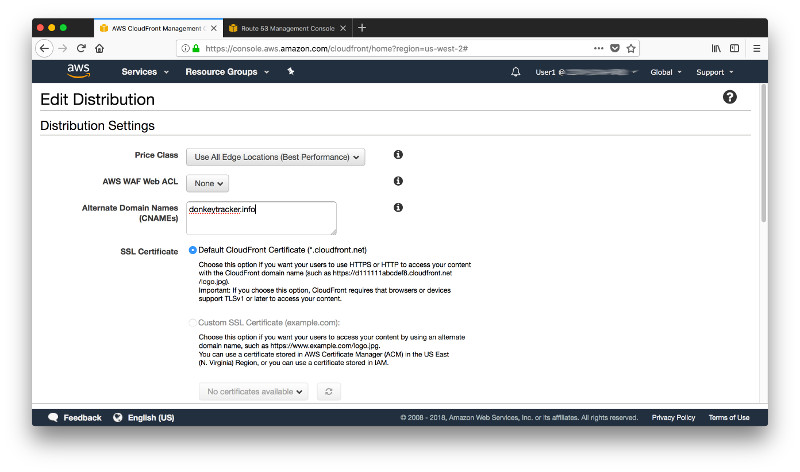 AWS CloudFront Management C
Route 53 Management Console
https://console.aws.amazon.com/cloudfront/home?region=us-west-2#
aws
Services
Resource Groups
User1 @
Global
Support
Edit Distribution
Distribution Settings
Price Class
Use All Edge Locations (Best Performance)
AWS WAF Web ACL
None
Alternate Domain Names
(CNAMEs)
donkeytracker.info
SSL Certificate
Default CloudFront Certificate (*.cloudfront.net)
Choose this option if you want your users to use HTTPS or HTTP to access your content
with the CloudFront domain name (such as https://d111111abcdef8.cloudfront.net
/logo.jpg).
Important: If you choose this option, CloudFront requires that browsers or devices
support TLSv1 or later to access your content.
Custom SSL Certificate (example.com):
Choose this option if you want your users to access your content by using an alternate
domain name, such as https://www.example.com/logo.jpg.
You can use a certificate stored in AWS Certificate Manager (ACM) in the US East
(N. Virginia) Region, or you can use a certificate stored in IAM.
No certificates available
Feedback
English (US)
© 2008 - 2018, Amazon Web Services, Inc. or its affiliates. All rights reserved.
Privacy Policy
Terms of Use